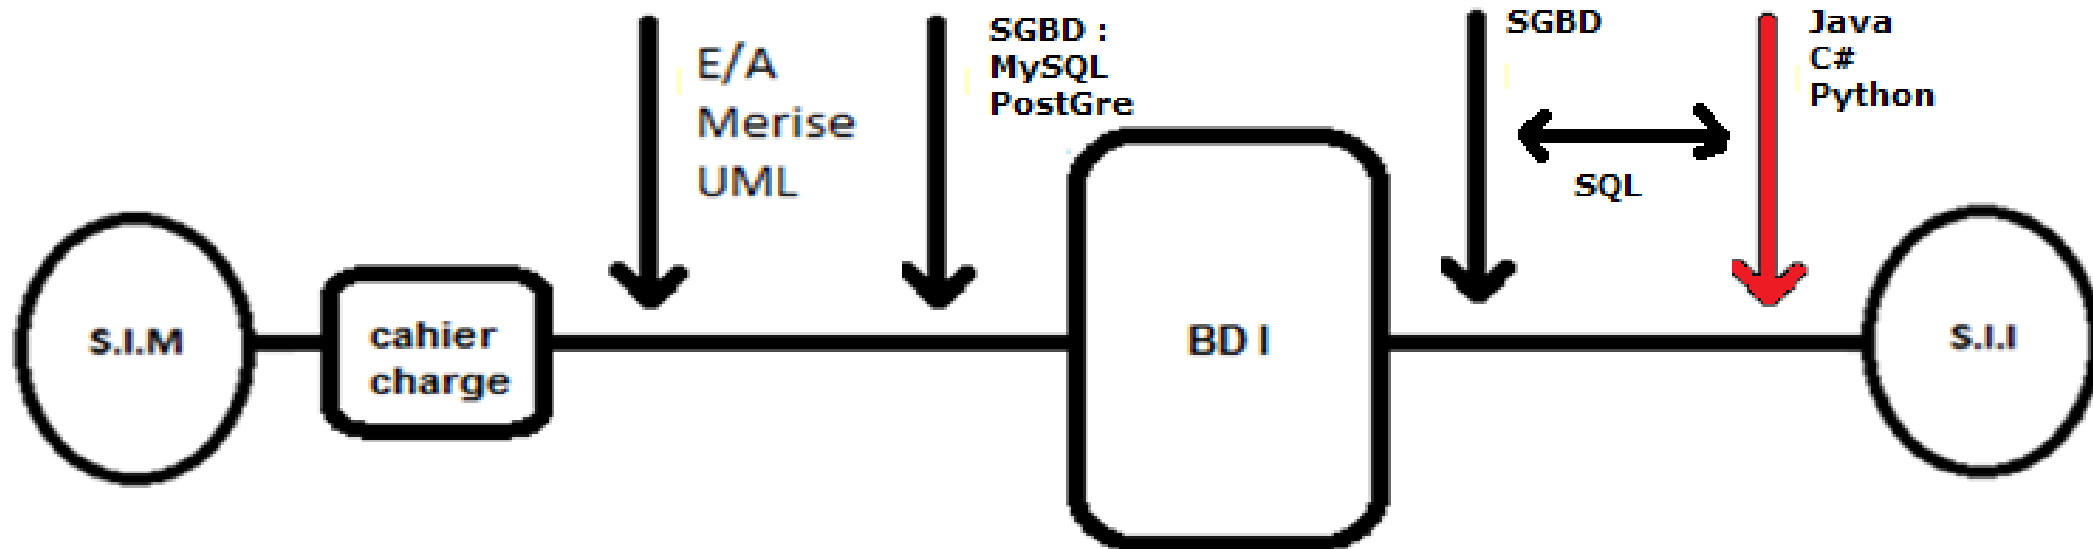 E/A
Merise
UML
SGBD :
MySQL
PostGre
SGBD
SQL
Java
C#
Python
S.I.M
cahier
charge
BD I
S.I.I